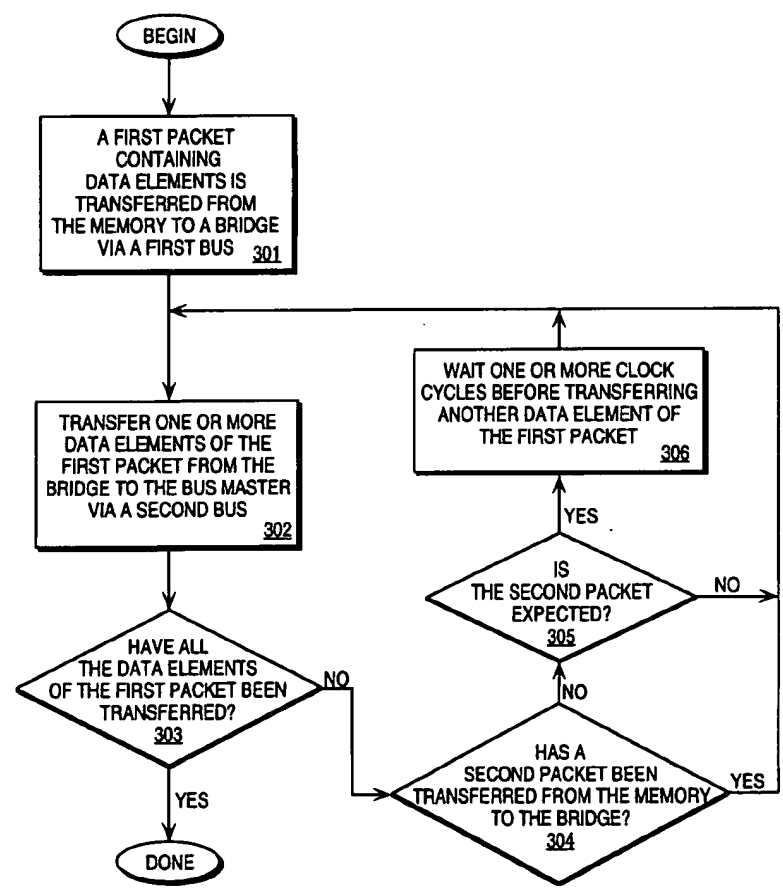 BEGIN
A FIRST PACKET
CONTAINING
DATA ELEMENTS IS
TRANSFERRED FROM
THE MEMORY TO A BRIDGE
VIA A FIRST BUS
301
TRANSFER ONE OR MORE
DATA ELEMENTS OF THE
FIRST PACKET FROM THE
BRIDGE TO THE BUS MASTER
VIA A SECOND BUS
302
HAVE ALL
THE DATA ELEMENTS
OF THE FIRST PACKET BEEN
TRANSFERRED?
303
NO
YES
DONE
HAS A
SECOND PACKET BEEN
TRANSFERRED FROM THE MEMORY
TO THE BRIDGE?
304
YES
NO
IS
THE SECOND PACKET
EXPECTED?
305
NO
YES
WAIT ONE OR MORE CLOCK
CYCLES BEFORE TRANSFERRING
ANOTHER DATA ELEMENT OF
THE FIRST PACKET
306